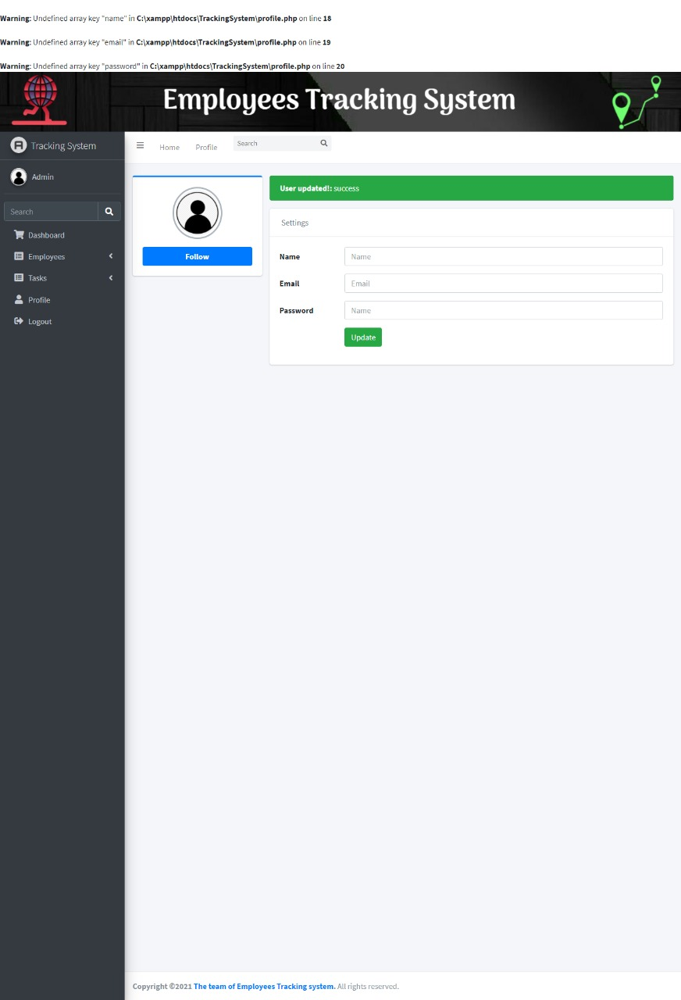 Warning: Undefined array key "name" in C:\xampp\htdocs\TrackingSystem\profile.php on line 18
Warning: Undefined array key "email" in C:\xampp\htdocs\TrackingSystem\profile.php on line 19
Warning: Undefined array key "password" in C:\xampp\htdocs\TrackingSystem\profile.php on line 20
Employees Tracking System
Tracking System
Home Profile Search
Admin
Search
Dashboard
Employees
Tasks
Profile
Logout
Follow
User updated!: success
Settings
Name Name
Email Email
Password Name
Update
Copyright ©2021 The team of Employees Tracking system. All rights reserved.